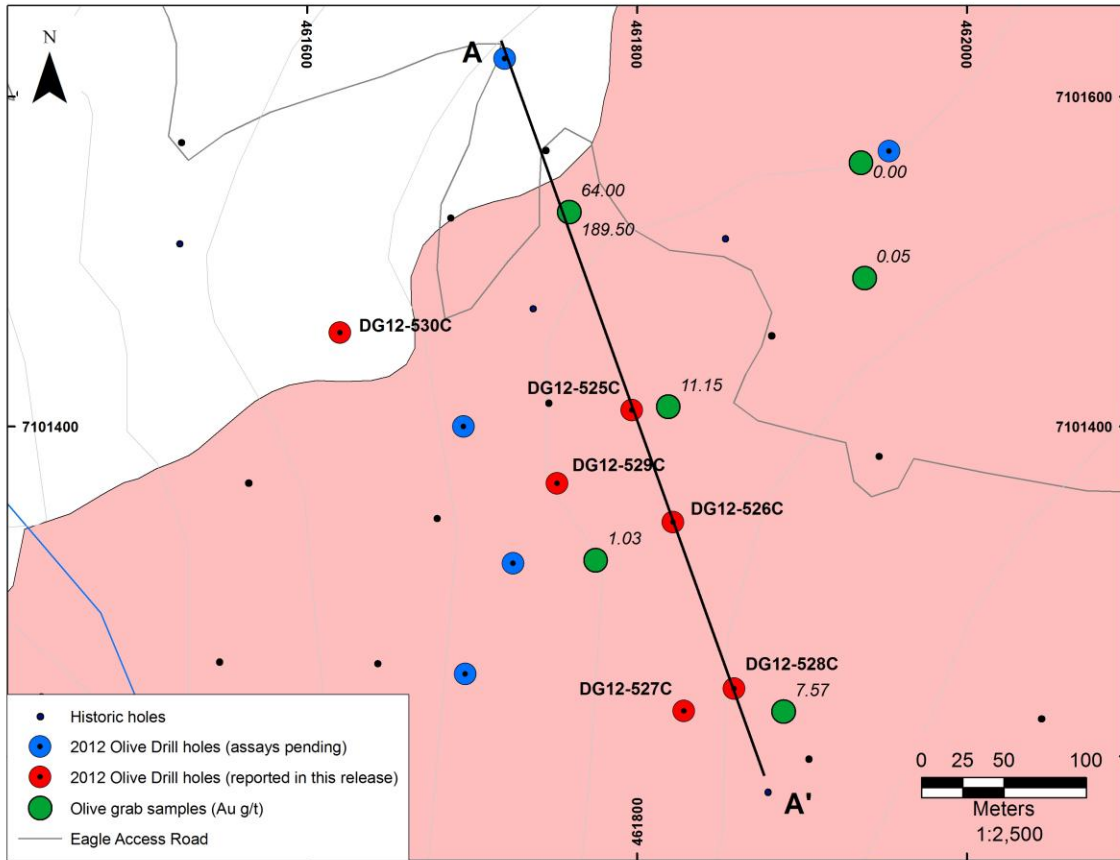 461600
461800
462000
N
A
7101600
0.00
64.00
189.50
0.05
DG12-530C
DG12-525C
11.15
7101400
DG12-529C
DG12-526C
1.03
DG12-528C
DG12-527C
7.57
Historic holes
2012 Olive Drill holes (assays pending)
2012 Olive Drill holes (reported in this release)
Olive grab samples (Au g/t)
Eagle Access Road
461800
A'
0 25 50 100
Meters
1:2,500